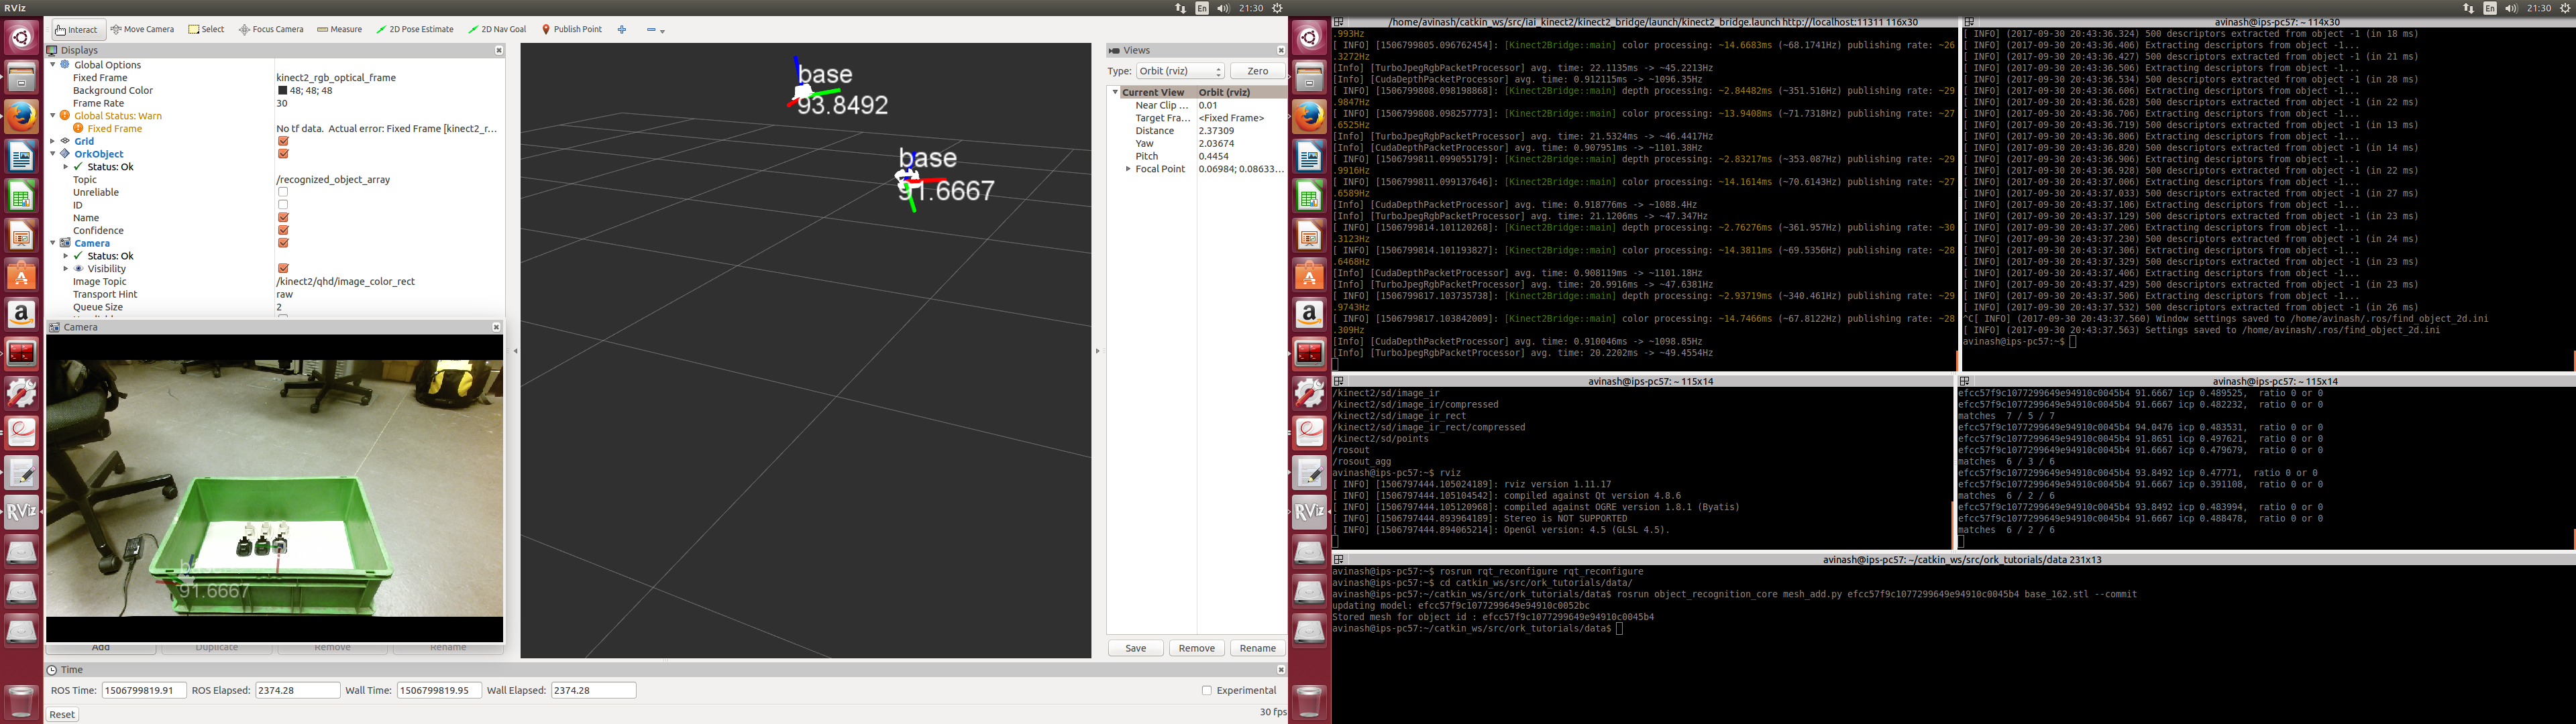 RViz
En
21:30
Interact
Move Camera
Select
Focus Camera
Measure
2D Pose Estimate
2D Nav Goal
Publish Point
Displays
Global Options
Fixed Frame kinect2_rgb_optical_frame
Background Color 48; 48; 48
Frame Rate 30
Global Status: Warn
Fixed Frame No tf data. Actual error: Fixed Frame [kinect2_r...
Grid
OrkObject
Status: Ok
Topic /recognized_object_array
Unreliable
ID
Name
Confidence
Camera
Status: Ok
Visibility
Image Topic /kinect2/qhd/image_color_rect
Transport Hint raw
Queue Size 2
Camera
91.6667
Add Duplicate Remove Rename
base
93.8492
base
91.6667
Views
Type: Orbit (rviz) Zero
Current View Orbit (rviz)
Near Clip ... 0.01
Target Fra... <Fixed Frame>
Distance 2.37309
Yaw 2.03674
Pitch 0.4454
Focal Point 0.06984; 0.08633...
Save Remove Rename
Time
ROS Time: 1506799819.91 ROS Elapsed: 2374.28 Wall Time: 1506799819.95 Wall Elapsed: 2374.28 Experimental
Reset 30 fps
En
21:30
/home/avinash/catkin_ws/src/iai_kinect2/kinect2_bridge/launch/kinect2_bridge.launch http://localhost:11311 116x30
.993Hz
[ INFO] [1506799805.096762454]: [Kinect2Bridge::main] color processing: ~14.6683ms (~68.1741Hz) publishing rate: ~26
.3272Hz
[Info] [TurboJpegRgbPacketProcessor] avg. time: 22.1135ms -> ~45.2213Hz
[Info] [CudaDepthPacketProcessor] avg. time: 0.912115ms -> ~1096.35Hz
[ INFO] [1506799808.098198868]: [Kinect2Bridge::main] depth processing: ~2.84482ms (~351.516Hz) publishing rate: ~29
.9847Hz
[ INFO] [1506799808.098257773]: [Kinect2Bridge::main] color processing: ~13.9408ms (~71.7318Hz) publishing rate: ~27
.6525Hz
[Info] [TurboJpegRgbPacketProcessor] avg. time: 21.5324ms -> ~46.4417Hz
[Info] [CudaDepthPacketProcessor] avg. time: 0.907951ms -> ~1101.38Hz
[ INFO] [1506799811.099055179]: [Kinect2Bridge::main] depth processing: ~2.83217ms (~353.087Hz) publishing rate: ~29
.9916Hz
[ INFO] [1506799811.099137646]: [Kinect2Bridge::main] color processing: ~14.1614ms (~70.6143Hz) publishing rate: ~27
.6589Hz
[Info] [CudaDepthPacketProcessor] avg. time: 0.918776ms -> ~1088.4Hz
[Info] [TurboJpegRgbPacketProcessor] avg. time: 21.1206ms -> ~47.347Hz
[ INFO] [1506799814.101120268]: [Kinect2Bridge::main] depth processing: ~2.76276ms (~361.957Hz) publishing rate: ~30
.3123Hz
[ INFO] [1506799814.101193827]: [Kinect2Bridge::main] color processing: ~14.3811ms (~69.5356Hz) publishing rate: ~28
.6468Hz
[Info] [CudaDepthPacketProcessor] avg. time: 0.908119ms -> ~1101.18Hz
[Info] [TurboJpegRgbPacketProcessor] avg. time: 20.9916ms -> ~47.6381Hz
[ INFO] [1506799817.103735738]: [Kinect2Bridge::main] depth processing: ~2.93719ms (~340.461Hz) publishing rate: ~29
.9743Hz
[ INFO] [1506799817.103842009]: [Kinect2Bridge::main] color processing: ~14.7466ms (~67.8122Hz) publishing rate: ~28
.309Hz
[Info] [CudaDepthPacketProcessor] avg. time: 0.910046ms -> ~1098.85Hz
[Info] [TurboJpegRgbPacketProcessor] avg. time: 20.2202ms -> ~49.4554Hz
avinash@ips-pc57: ~ 114x30
[ INFO] (2017-09-30 20:43:36.324) 500 descriptors extracted from object -1 (in 18 ms)
[ INFO] (2017-09-30 20:43:36.406) Extracting descriptors from object -1...
[ INFO] (2017-09-30 20:43:36.427) 500 descriptors extracted from object -1 (in 21 ms)
[ INFO] (2017-09-30 20:43:36.506) Extracting descriptors from object -1...
[ INFO] (2017-09-30 20:43:36.534) 500 descriptors extracted from object -1 (in 28 ms)
[ INFO] (2017-09-30 20:43:36.606) Extracting descriptors from object -1...
[ INFO] (2017-09-30 20:43:36.628) 500 descriptors extracted from object -1 (in 22 ms)
[ INFO] (2017-09-30 20:43:36.706) Extracting descriptors from object -1...
[ INFO] (2017-09-30 20:43:36.719) 500 descriptors extracted from object -1 (in 13 ms)
[ INFO] (2017-09-30 20:43:36.806) Extracting descriptors from object -1...
[ INFO] (2017-09-30 20:43:36.820) 500 descriptors extracted from object -1 (in 14 ms)
[ INFO] (2017-09-30 20:43:36.906) Extracting descriptors from object -1...
[ INFO] (2017-09-30 20:43:36.928) 500 descriptors extracted from object -1 (in 22 ms)
[ INFO] (2017-09-30 20:43:37.006) Extracting descriptors from object -1...
[ INFO] (2017-09-30 20:43:37.033) 500 descriptors extracted from object -1 (in 27 ms)
[ INFO] (2017-09-30 20:43:37.106) Extracting descriptors from object -1...
[ INFO] (2017-09-30 20:43:37.129) 500 descriptors extracted from object -1 (in 23 ms)
[ INFO] (2017-09-30 20:43:37.206) Extracting descriptors from object -1...
[ INFO] (2017-09-30 20:43:37.230) 500 descriptors extracted from object -1 (in 24 ms)
[ INFO] (2017-09-30 20:43:37.306) Extracting descriptors from object -1...
[ INFO] (2017-09-30 20:43:37.329) 500 descriptors extracted from object -1 (in 23 ms)
[ INFO] (2017-09-30 20:43:37.406) Extracting descriptors from object -1...
[ INFO] (2017-09-30 20:43:37.429) 500 descriptors extracted from object -1 (in 23 ms)
[ INFO] (2017-09-30 20:43:37.506) Extracting descriptors from object -1...
[ INFO] (2017-09-30 20:43:37.532) 500 descriptors extracted from object -1 (in 26 ms)
^C[ INFO] (2017-09-30 20:43:37.560) Window settings saved to /home/avinash/.ros/find_object_2d.ini
[ INFO] (2017-09-30 20:43:37.563) Settings saved to /home/avinash/.ros/find_object_2d.ini
avinash@ips-pc57:~$
avinash@ips-pc57: ~ 115x14
/kinect2/sd/image_ir
/kinect2/sd/image_ir/compressed
/kinect2/sd/image_ir_rect
/kinect2/sd/image_ir_rect/compressed
/kinect2/sd/points
/rosout
/rosout_agg
avinash@ips-pc57:~$ rviz
[ INFO] [1506797444.105024189]: rviz version 1.11.17
[ INFO] [1506797444.105104542]: compiled against Qt version 4.8.6
[ INFO] [1506797444.105120968]: compiled against OGRE version 1.8.1 (Byatis)
[ INFO] [1506797444.893964189]: Stereo is NOT SUPPORTED
[ INFO] [1506797444.894065214]: OpenGl version: 4.5 (GLSL 4.5).
avinash@ips-pc57: ~ 115x14
efcc57f9c1077299649e94910c0045b4 91.6667 icp 0.489525, ratio 0 or 0
efcc57f9c1077299649e94910c0045b4 91.6667 icp 0.482232, ratio 0 or 0
matches 7 / 5 / 7
efcc57f9c1077299649e94910c0045b4 94.0476 icp 0.483531, ratio 0 or 0
efcc57f9c1077299649e94910c0045b4 91.8651 icp 0.497621, ratio 0 or 0
efcc57f9c1077299649e94910c0045b4 91.6667 icp 0.479679, ratio 0 or 0
matches 6 / 3 / 6
efcc57f9c1077299649e94910c0045b4 93.8492 icp 0.47771, ratio 0 or 0
efcc57f9c1077299649e94910c0045b4 91.6667 icp 0.391108, ratio 0 or 0
matches 6 / 2 / 6
efcc57f9c1077299649e94910c0045b4 93.8492 icp 0.483994, ratio 0 or 0
efcc57f9c1077299649e94910c0045b4 91.6667 icp 0.488478, ratio 0 or 0
matches 6 / 2 / 6
avinash@ips-pc57: ~/catkin_ws/src/ork_tutorials/data 231x13
avinash@ips-pc57:~$ rosrun rqt_reconfigure rqt_reconfigure
avinash@ips-pc57:~$ cd catkin_ws/src/ork_tutorials/data/
avinash@ips-pc57:~/catkin_ws/src/ork_tutorials/data$ rosrun object_recognition_core mesh_add.py efcc57f9c1077299649e94910c0045b4 base_162.stl --commit
updating model: efcc57f9c1077299649e94910c0052bc
Stored mesh for object id : efcc57f9c1077299649e94910c0045b4
avinash@ips-pc57:~/catkin_ws/src/ork_tutorials/data$